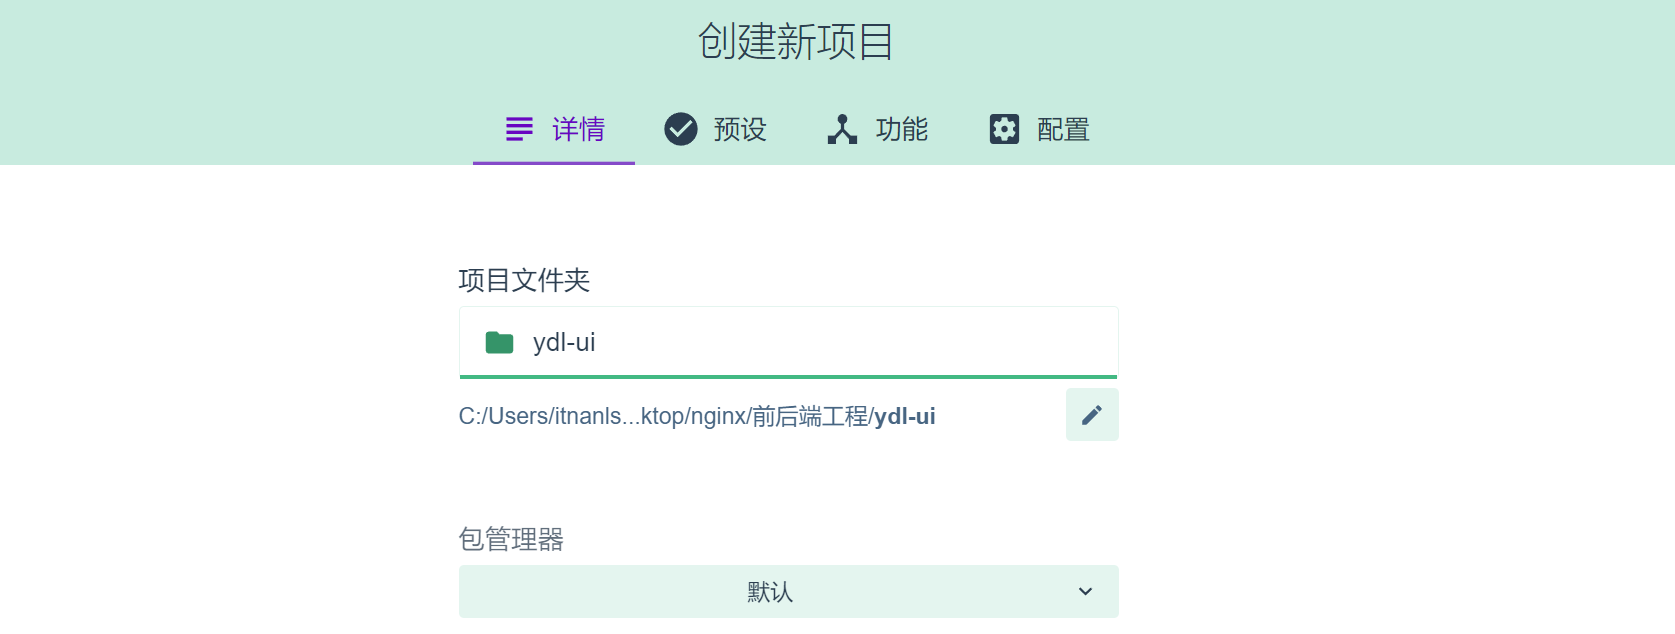 创建新项目
详情 预设 功能 配置
项目文件夹
ydl-ui
C:/Users/itnanls...ktop/nginx/前后端工程/ydl-ui
包管理器
默认